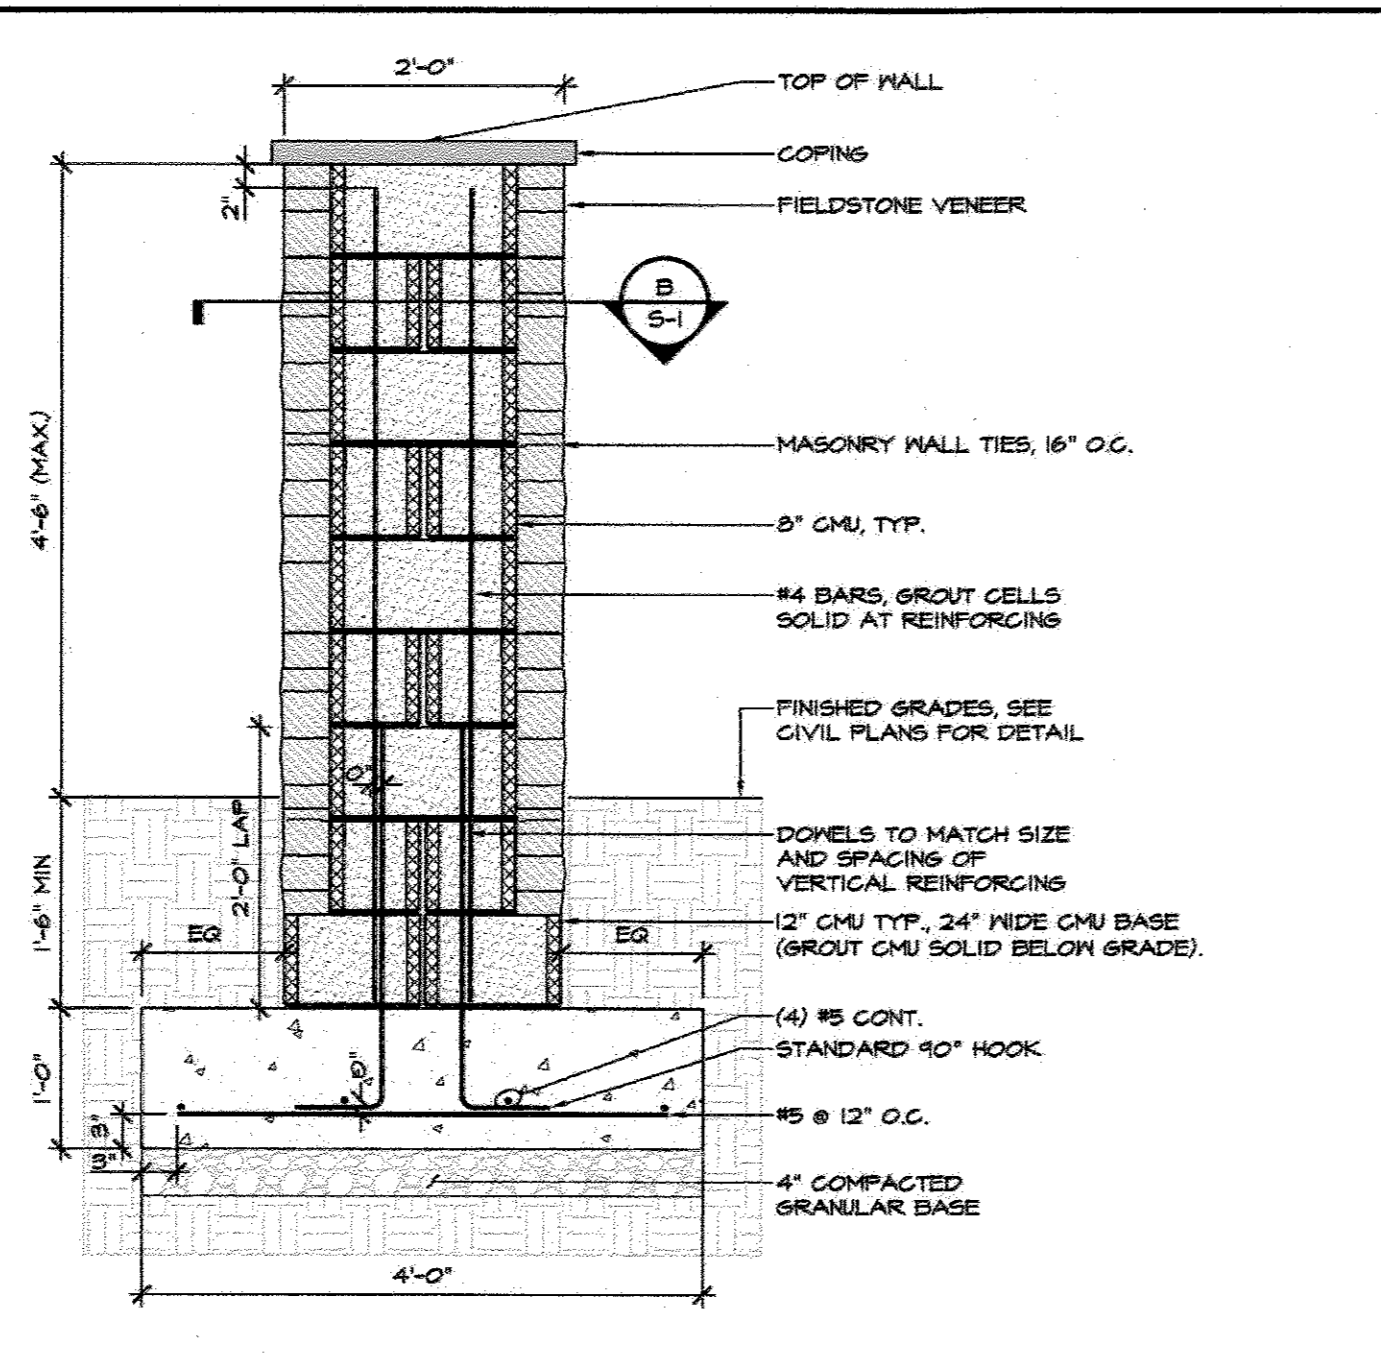 2'-0"
TOP OF WALL
COPING
2"
FIELDSTONE VENEER
B
S-1
4'-6" (MAX.)
MASONRY WALL TIES, 16" O.C.
8" CMU, TYP.
#4 BARS, GROUT CELLS
SOLID AT REINFORCING
FINISHED GRADES, SEE
CIVIL PLANS FOR DETAIL
0"
2'-0" LAP
1'-6" MIN
DOWELS TO MATCH SIZE
AND SPACING OF
VERTICAL REINFORCING
12" CMU TYP., 24" WIDE CMU BASE
(GROUT CMU SOLID BELOW GRADE).
EQ
EQ
(4) #5 CONT.
STANDARD 90° HOOK
1'-0"
0"
#5 @ 12" O.C.
3"
3"
4" COMPACTED
GRANULAR BASE
4'-0"